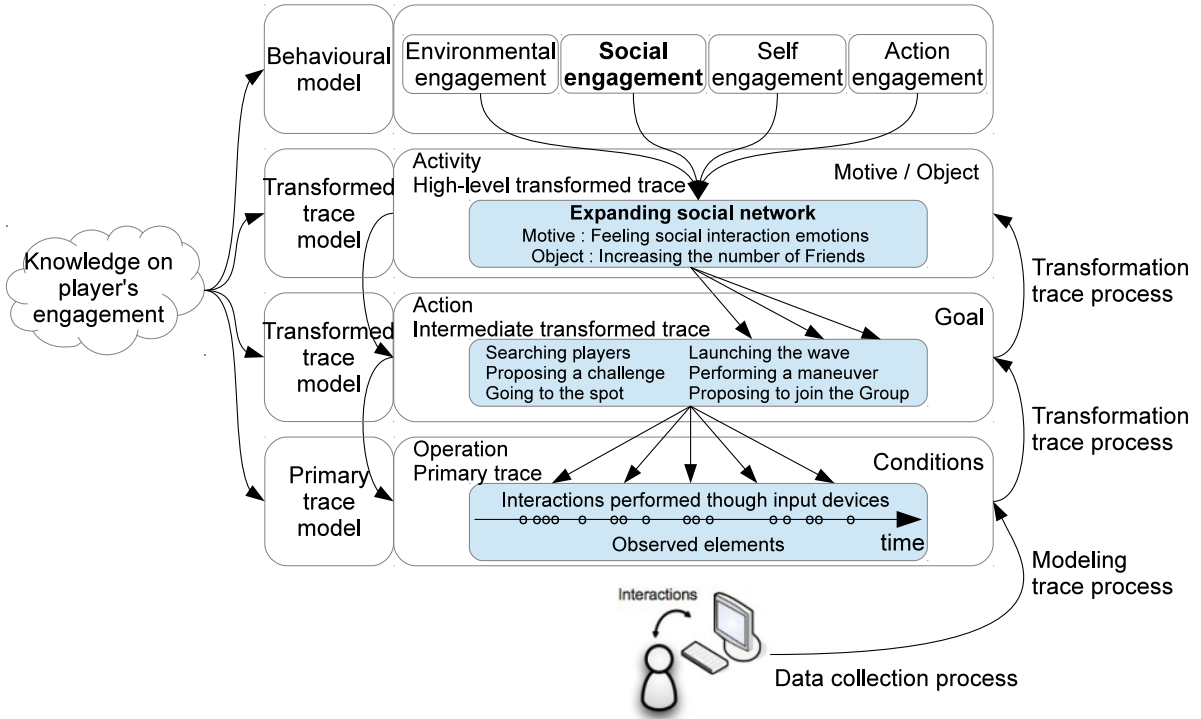 Behavioural
model
Environmental
engagement
Social
engagement
Self
engagement
Action
engagement
Knowledge on
player's
engagement
Transformed
trace
model
Activity
High-level transformed trace
Motive / Object
Expanding social network
Motive : Feeling social interaction emotions
Object : Increasing the number of Friends
Transformation
trace process
Transformed
trace
model
Action
Intermediate transformed trace
Goal
Searching players
Proposing a challenge
Going to the spot
Launching the wave
Performing a maneuver
Proposing to join the Group
Transformation
trace process
Primary
trace
model
Operation
Primary trace
Conditions
Interactions performed though input devices
time
Observed elements
Modeling
trace process
Interactions
Data collection process